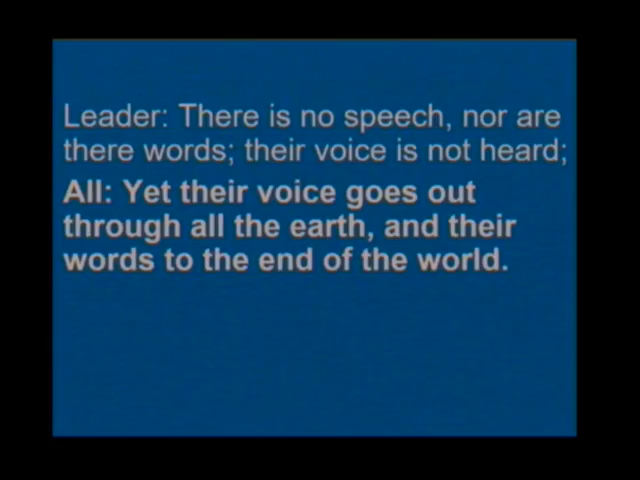 Leader: There is no speech, nor are
there words; their voice is not heard;
All: Yet their voice goes out
through all the earth, and their
words to the end of the world.